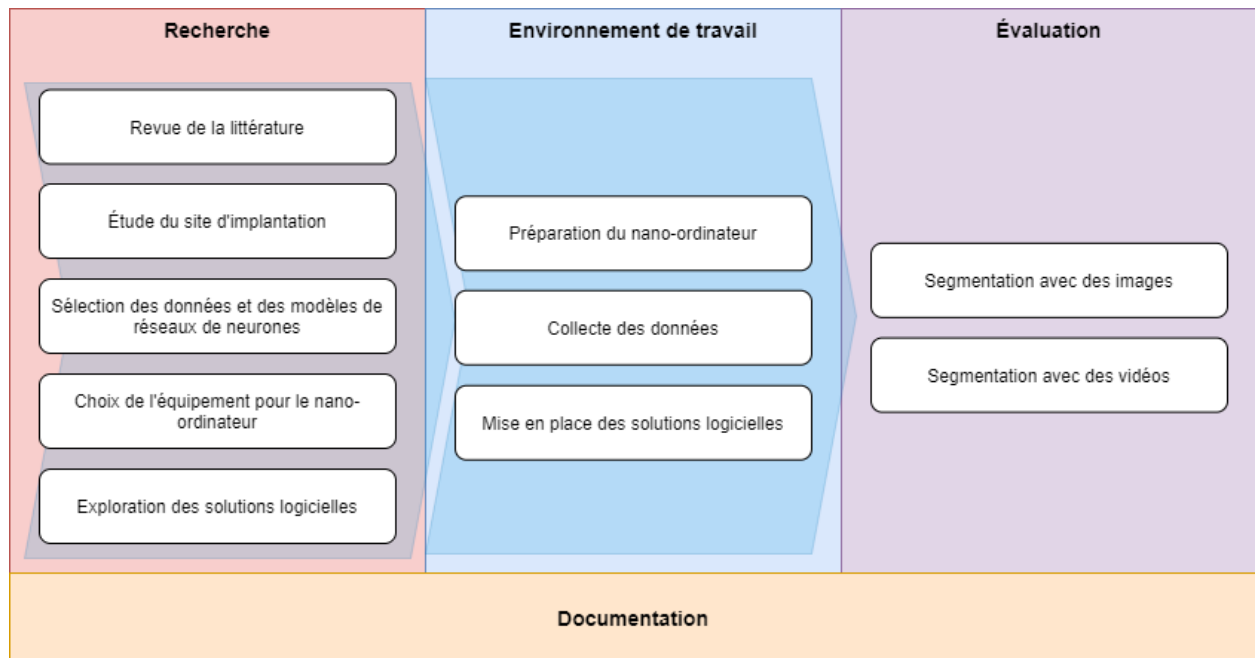 Recherche
Revue de la littérature
Étude du site d'implantation
Sélection des données et des modèles de
réseaux de neurones
Choix de l'équipement pour le nano-
ordinateur
Exploration des solutions logicielles
Environnement de travail
Préparation du nano-ordinateur
Collecte des données
Mise en place des solutions logicielles
Évaluation
Segmentation avec des images
Segmentation avec des vidéos
Documentation